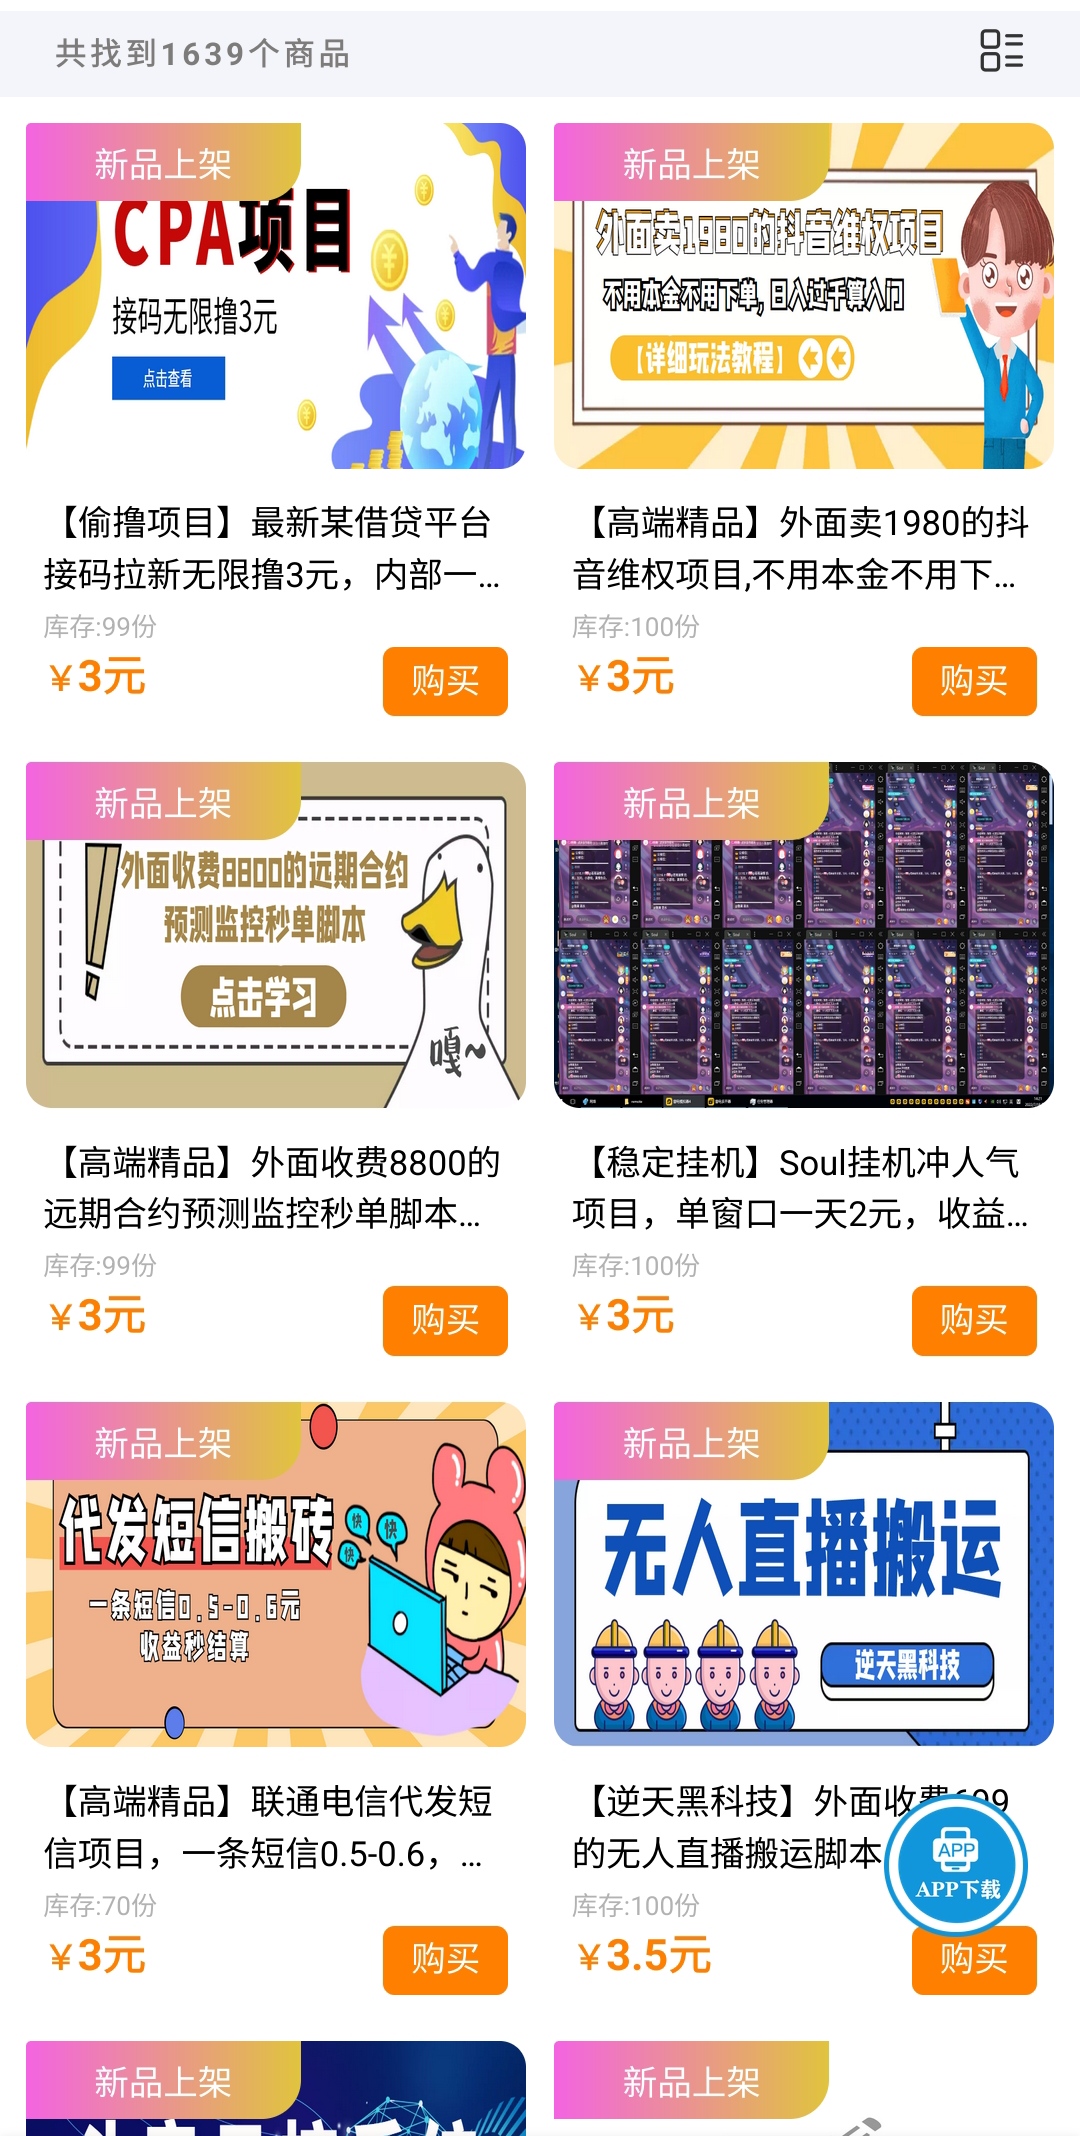 共找到1639个商品
新品上架
CPA项目
接码无限撸3元
点击查看
新品上架
外面卖1980的抖音维权项目
不用本金不用下单, 日入过千算入门
【详细玩法教程】
【偷撸项目】最新某借贷平台
接码拉新无限撸3元，内部一...
库存:99份
￥3元
购买
【高端精品】外面卖1980的抖
音维权项目,不用本金不用下...
库存:100份
￥3元
购买
新品上架
外面收费8800的远期合约
预测监控秒单脚本
点击学习
嘎~
新品上架
【高端精品】外面收费8800的
远期合约预测监控秒单脚本...
库存:99份
￥3元
购买
【稳定挂机】Soul挂机冲人气
项目，单窗口一天2元，收益...
库存:100份
￥3元
购买
新品上架
代发短信搬砖
快
快
快
一条短信0.5-0.6元
收益秒结算
新品上架
无人直播搬运
逆天黑科技
【高端精品】联通电信代发短
信项目，一条短信0.5-0.6，...
库存:70份
￥3元
购买
【逆天黑科技】外面收费699
的无人直播搬运脚本
库存:100份
￥3.5元
购买
APP
APP下载
新品上架
新品上架